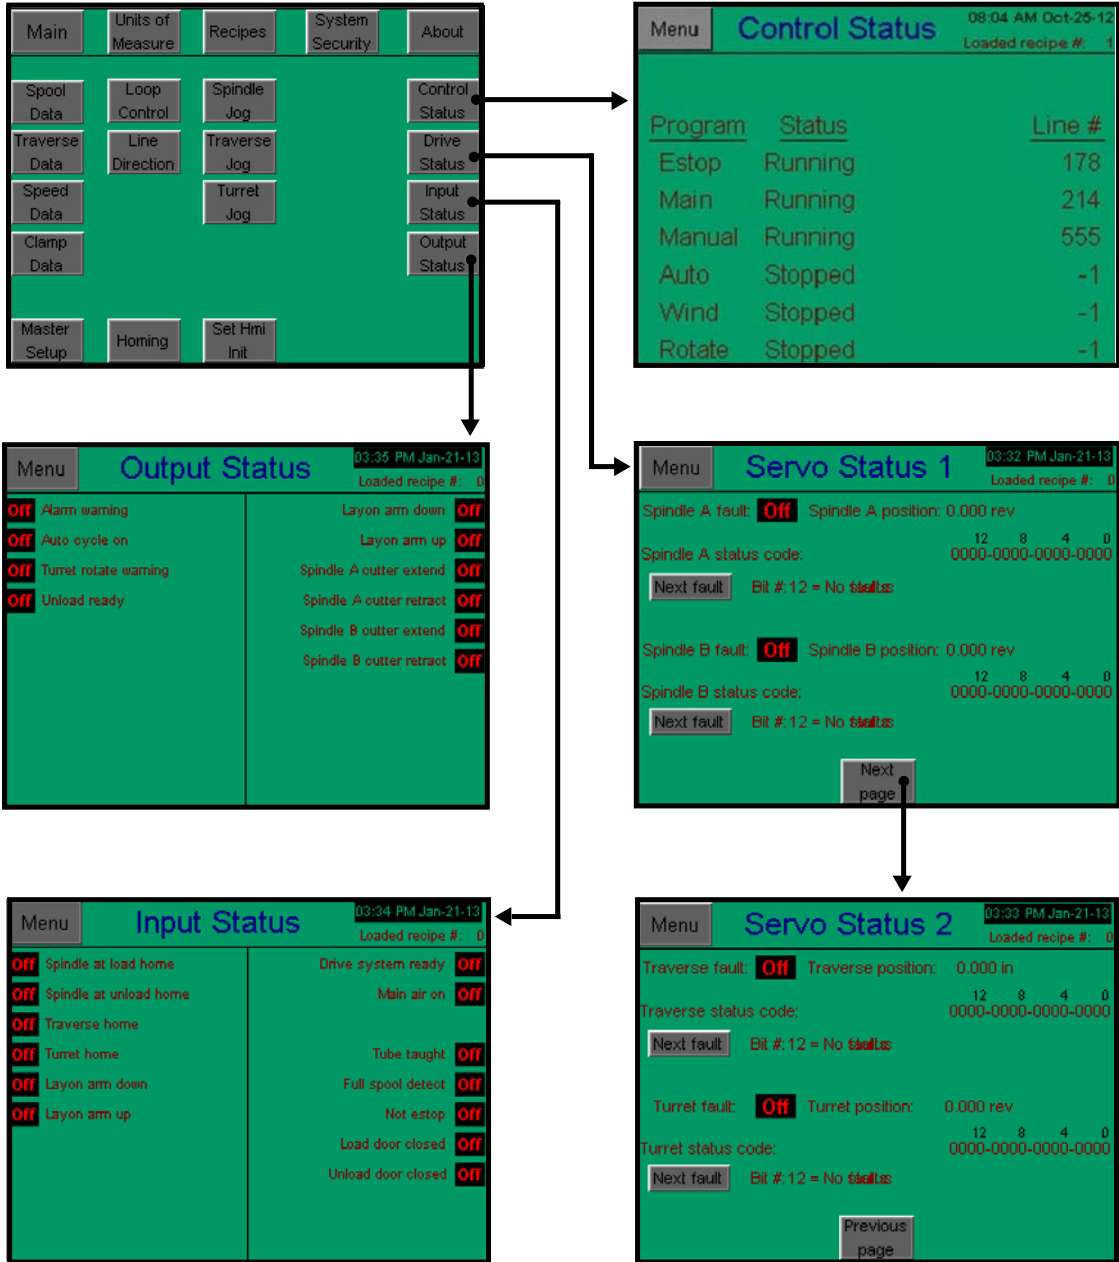 Main
Units of
Measure
Recipes
System
Security
About
Spool
Data
Loop
Control
Spindle
Jog
Control
Status
Traverse
Data
Line
Direction
Traverse
Jog
Drive
Status
Speed
Data
Turret
Jog
Input
Status
Clamp
Data
Output
Status
Master
Setup
Homing
Set Hmi
Init
Menu
Control Status
08:04 AM Oct-25-12
Loaded recipe #: 1
Program Status Line #
Estop Running 178
Main Running 214
Manual Running 555
Auto Stopped -1
Wind Stopped -1
Rotate Stopped -1
Menu
Output Status
03:35 PM Jan-21-13
Loaded recipe #: 0
Off Alarm warning
Off Auto cycle on
Off Turret rotate warning
Off Unload ready
Layon arm down Off
Layon arm up Off
Spindle A cutter extend Off
Spindle A cutter retract Off
Spindle B cutter extend Off
Spindle B cutter retract Off
Menu
Servo Status 1
03:32 PM Jan-21-13
Loaded recipe #: 0
Spindle A fault: Off Spindle A position: 0.000 rev
12 8 4 0
Spindle A status code: 0000-0000-0000-0000
Next fault Bit #:12 = No
Spindle B fault: Off Spindle B position: 0.000 rev
12 8 4 0
Spindle B status code: 0000-0000-0000-0000
Next fault Bit #:12 = No
Next
page
Menu
Input Status
03:34 PM Jan-21-13
Loaded recipe #: 0
Off Spindle at load home
Off Spindle at unload home
Off Traverse home
Off Turret home
Off Layon arm down
Off Layon arm up
Drive system ready Off
Main air on Off
Tube taught Off
Full spool detect Off
Not estop Off
Load door closed Off
Unload door closed Off
Menu
Servo Status 2
03:33 PM Jan-21-13
Loaded recipe #: 0
Traverse fault: Off Traverse position: 0.000 in
12 8 4 0
Traverse status code: 0000-0000-0000-0000
Next fault Bit #:12 = No
Turret fault: Off Turret position: 0.000 rev
12 8 4 0
Turret status code: 0000-0000-0000-0000
Next fault Bit #:12 = No
Previous
page